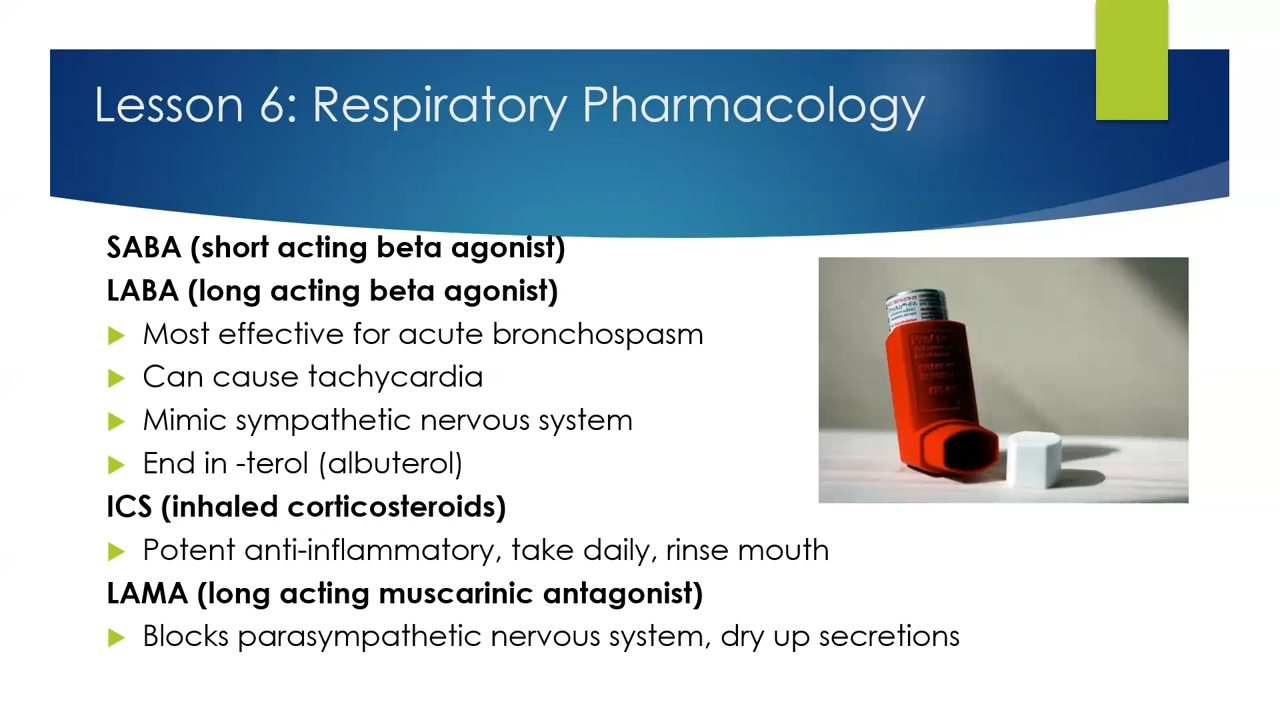 Lesson 6: Respiratory Pharmacology
SABA (short acting beta agonist)
LABA (long acting beta agonist)
Most effective for acute bronchospasm
Can cause tachycardia
Mimic sympathetic nervous system
End in -terol (albuterol)
ICS (inhaled corticosteroids)
Potent anti-inflammatory, take daily, rinse mouth
LAMA (long acting muscarinic antagonist)
Blocks parasympathetic nervous system, dry up secretions